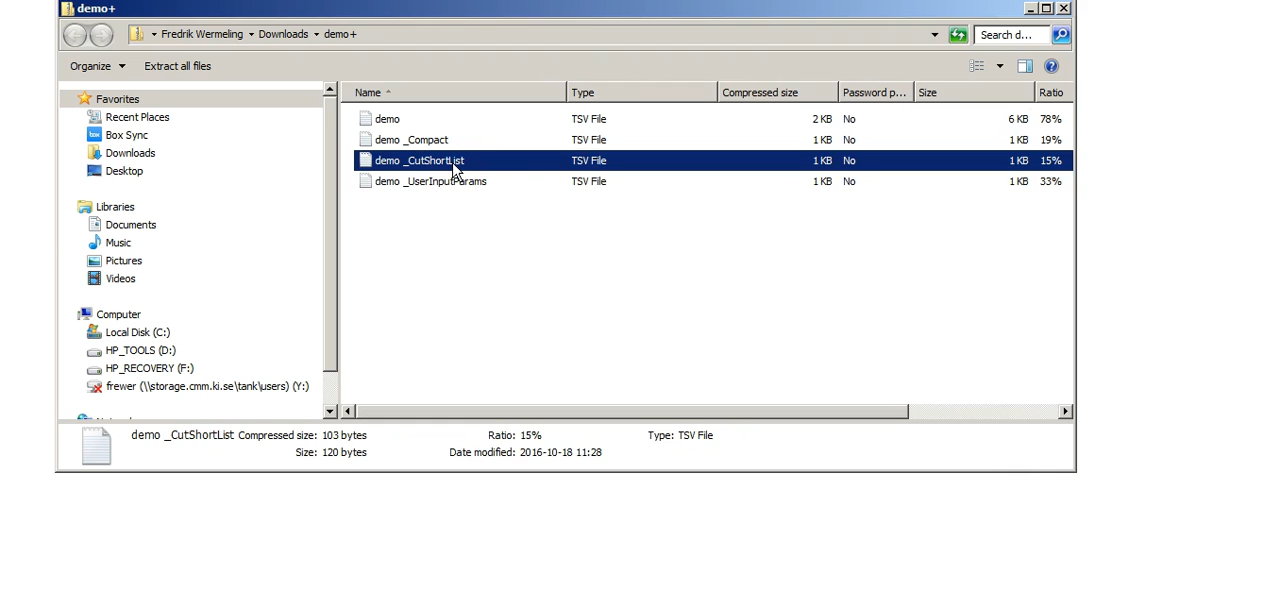 demo+
Fredrik Wermeling Downloads demo+ Search d...
Organize Extract all files
Favorites
Recent Places
Box Sync
Downloads
Desktop
Libraries
Documents
Music
Pictures
Videos
Computer
Local Disk (C:)
HP_TOOLS (D:)
HP_RECOVERY (F:)
frewer (\\storage.cmm.ki.se\tank\users) (Y:)
Name Type Compressed size Password p... Size Ratio
demo TSV File 2 KB No 6 KB 78%
demo _Compact TSV File 1 KB No 1 KB 19%
demo _CutShortList TSV File 1 KB No 1 KB 15%
demo _UserInputParams TSV File 1 KB No 1 KB 33%
demo _CutShortList Compressed size: 103 bytes Ratio: 15% Type: TSV File
Size: 120 bytes Date modified: 2016-10-18 11:28